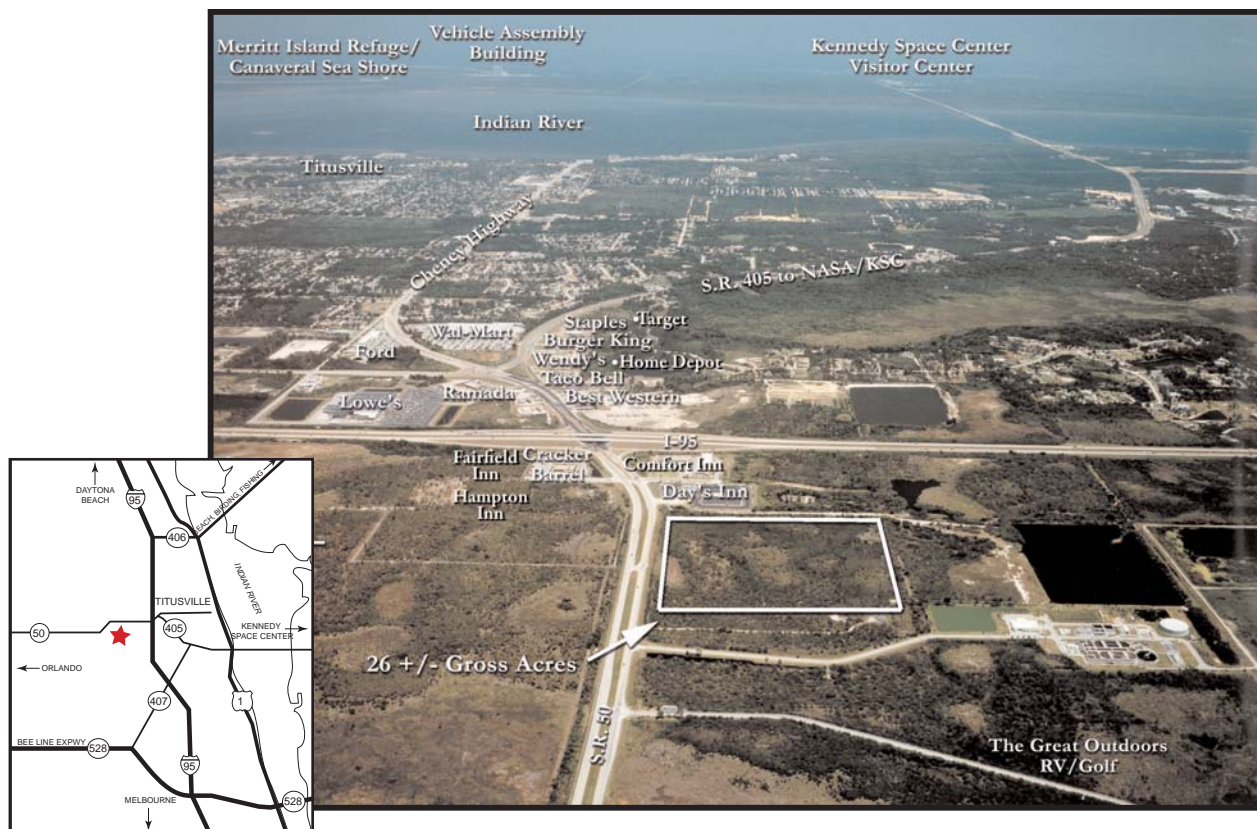 Merritt Island Refuge/
Canaveral Sea Shore
Vehicle Assembly
Building
Kennedy Space Center
Visitor Center
Indian River
Titusville
Cheney Highway
S.R. 405 to NASA/KSC
Staples
•Target
Burger King
Wal-Mart
Ford
Wendy's
•Home Depot
Taco Bell
Ramada
Best Western
Lowe's
I-95
Fairfield
Inn
Cracker
Barrel
Comfort Inn
Hampton
Inn
Day's Inn
26 +/- Gross Acres
S.R. 50
The Great Outdoors
RV/Golf
DAYTONA
BEACH
95
BEACH, BIRDING, FISHING
406
INDIAN RIVER
TITUSVILLE
50
405
KENNEDY
SPACE CENTER
ORLANDO
407
1
BEE LINE EXPWY
528
95
MELBOURNE
528